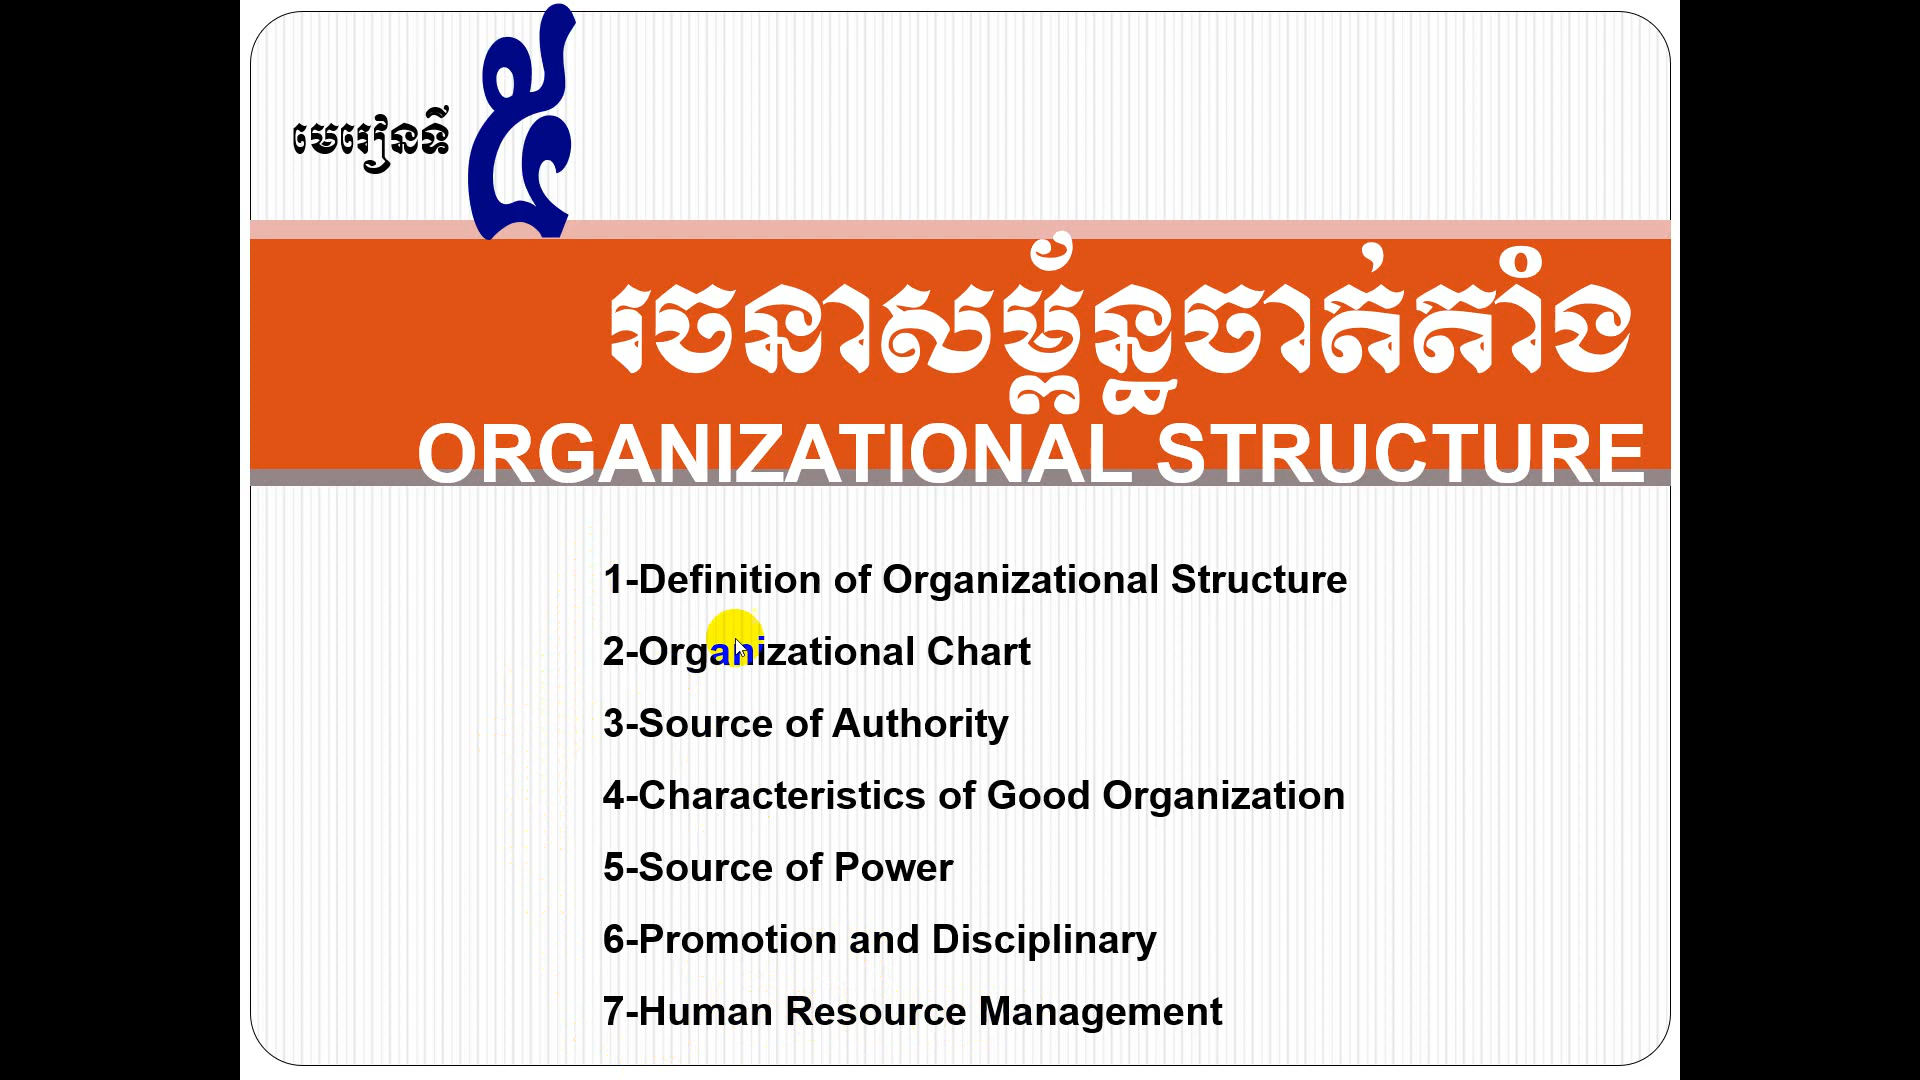 មេរៀនទី ៥
រចនាសម្ព័ន្ធចាត់តាំង
ORGANIZATIONAL STRUCTURE
1-Definition of Organizational Structure
2-Organizational Chart
3-Source of Authority
4-Characteristics of Good Organization
5-Source of Power
6-Promotion and Disciplinary
7-Human Resource Management